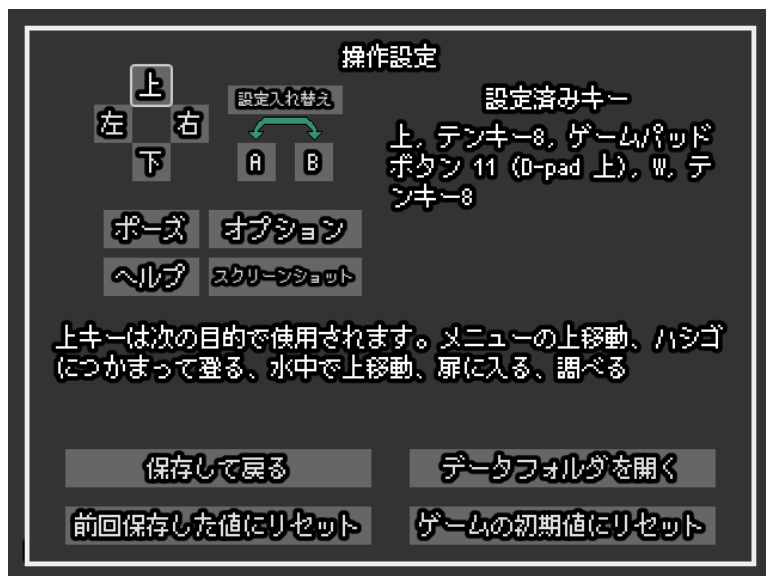 操作設定
上
設定入れ替え
左
右
下
A
B
設定済みキー
上, テンキー8, ゲームパッド
ボタン 11 (D-pad 上), W, テ
ンキー8
ポーズ
オプション
ヘルプ
スクリーンショット
上キーは次の目的で使用されます。メニューの上移動、ハシゴ
につかまって登る、水中で上移動、扉に入る、調べる
保存して戻る
データフォルダを開く
前回保存した値にリセット
ゲームの初期値にリセット